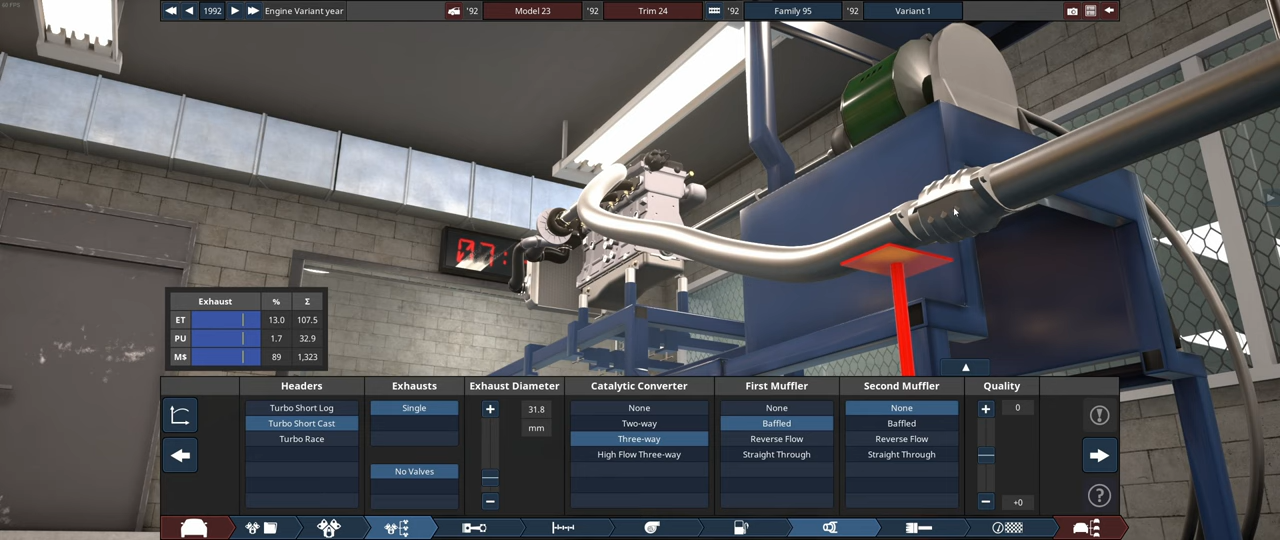 60 FPS
1992 Engine Variant year '92 Model 23 '92 Trim 24 '92 Family 95 '92 Variant 1
07:
Exhaust % Σ
ET 13.0 107.5
PU 1.7 32.9
M$ 89 1,323
Headers Exhausts Exhaust Diameter Catalytic Converter First Muffler Second Muffler Quality
Turbo Short Log Single + 31.8 None None None + 0
Turbo Short Cast mm Two-way Baffled Baffled
Turbo Race Three-way Reverse Flow Reverse Flow
High Flow Three-way Straight Through Straight Through
No Valves
+0